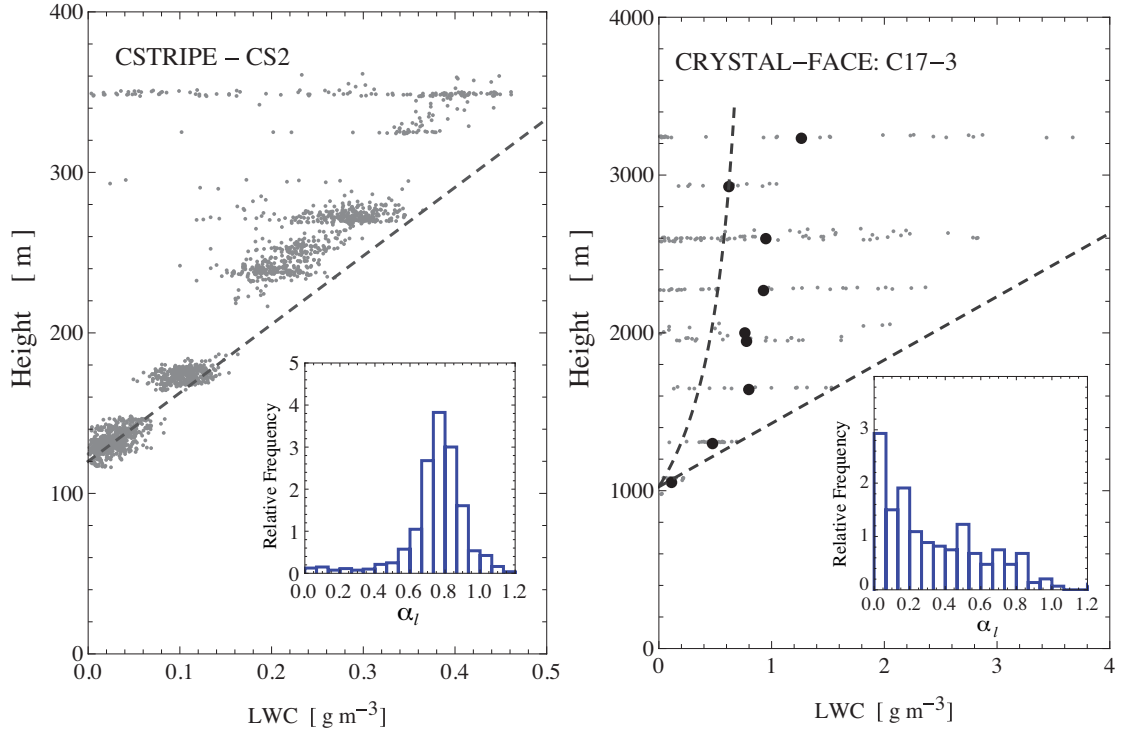 CSTRIPE − CS2
400
300
200
100
0
Height [ m ]
0.0 0.1 0.2 0.3 0.4 0.5
LWC [ g m−3]
5
4
3
2
1
0
Relative Frequency
0.0 0.2 0.4 0.6 0.8 1.0 1.2
αl
CRYSTAL−FACE: C17−3
4000
3000
2000
1000
0
Height [ m ]
0 1 2 3 4
LWC [ g m−3]
3
2
1
0
Relative Frequency
0.0 0.2 0.4 0.6 0.8 1.0 1.2
αl